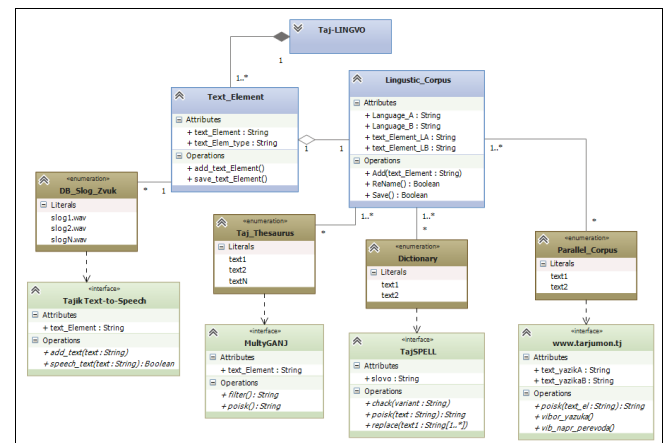 Taj-LINGVO
1
1..*
Text_Element
Attributes
+ text_Element : String
+ text_Elem_type : String
Operations
+ add_text_Element()
+ save_text_Element()
1
1
Lingustic_Corpus
Attributes
+ Language_A : String
+ Language_B : String
+ text_Element_LA : String
+ text_Element_LB : String
Operations
+ Add(text_Element : String)
+ ReName() : Boolean
+ Save() : Boolean
1..*
*
1
«enumeration»
DB_Slog_Zvuk
Literals
slog1.wav
slog2.wav
slogN.wav
1..*
*
«enumeration»
Taj_Thesaurus
Literals
text1
text2
textN
1..*
*
«enumeration»
Dictionary
Literals
text1
text2
*
«enumeration»
Parallel_Corpus
Literals
text1
text2
«interface»
Tajik Text-to-Speech
Attributes
+ text_Element : String
Operations
+ add_text(text : String)
+ speech_text(text : String) : Boolean
«interface»
MultyGANJ
Attributes
+ text_Element : String
Operations
+ filter() : String
+ poisk() : String
«interface»
TajSPELL
Attributes
+ slovo : String
Operations
+ chack(variant : String)
+ poisk(text : String) : String
+ replace(text1 : String[1..*])
«interface»
www.tarjumon.tj
Attributes
+ text_yazikA : String
+ text_yazikaB : String
Operations
+ poisk(text_el : String) : String
+ vibor_yazuka()
+ vib_napr_perevoda()